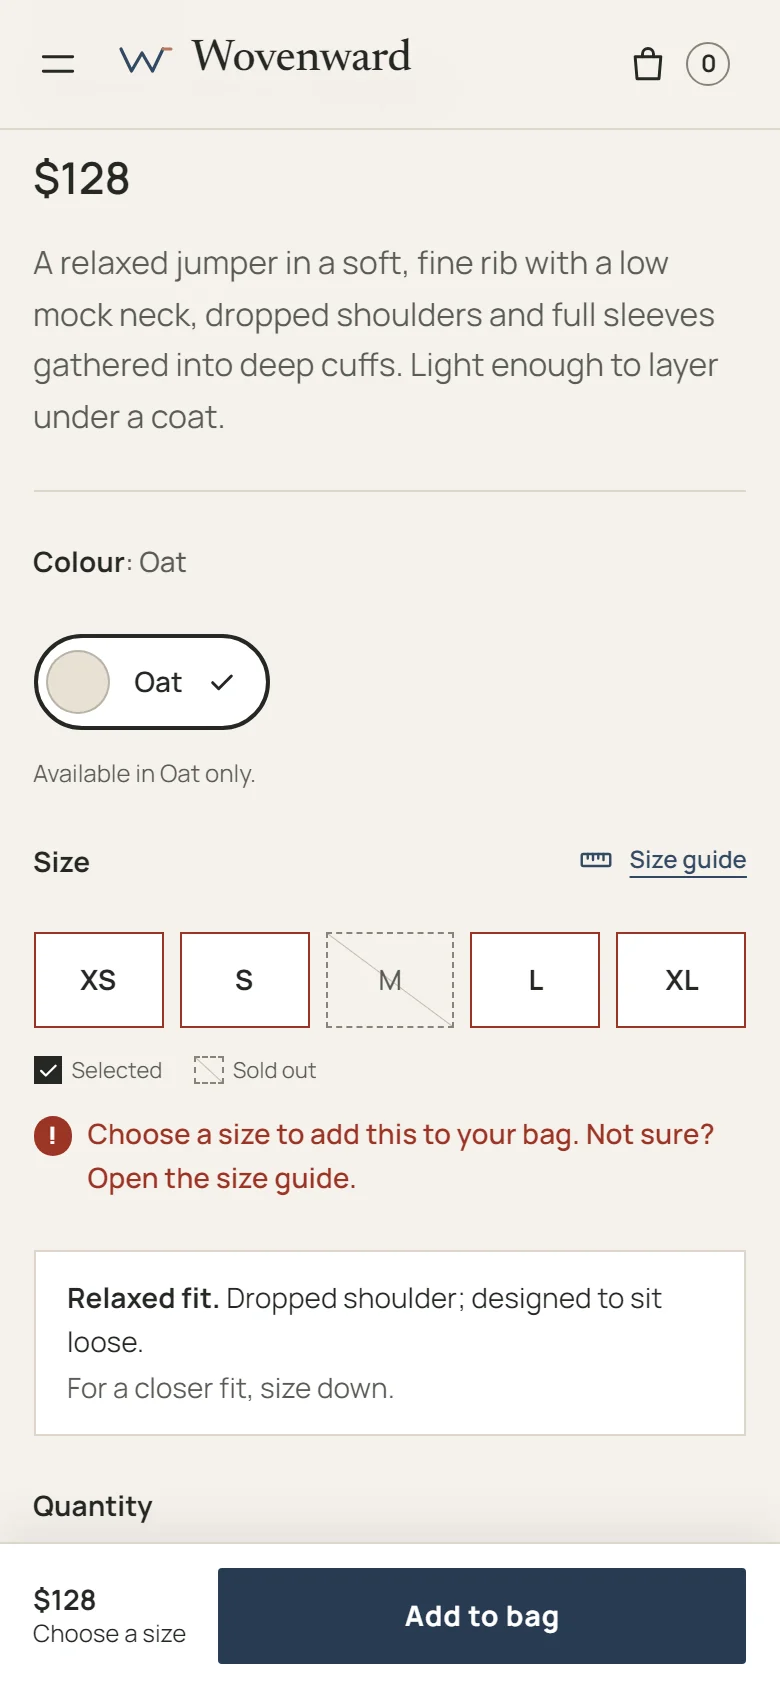 Wovenward
0
$128
A relaxed jumper in a soft, fine rib with a low
mock neck, dropped shoulders and full sleeves
gathered into deep cuffs. Light enough to layer
under a coat.
Colour: Oat
Oat
Available in Oat only.
Size
Size guide
XS
S
M
L
XL
Selected
Sold out
! Choose a size to add this to your bag. Not sure?
Open the size guide.
Relaxed fit. Dropped shoulder; designed to sit
loose.
For a closer fit, size down.
Quantity
$128
Choose a size
Add to bag